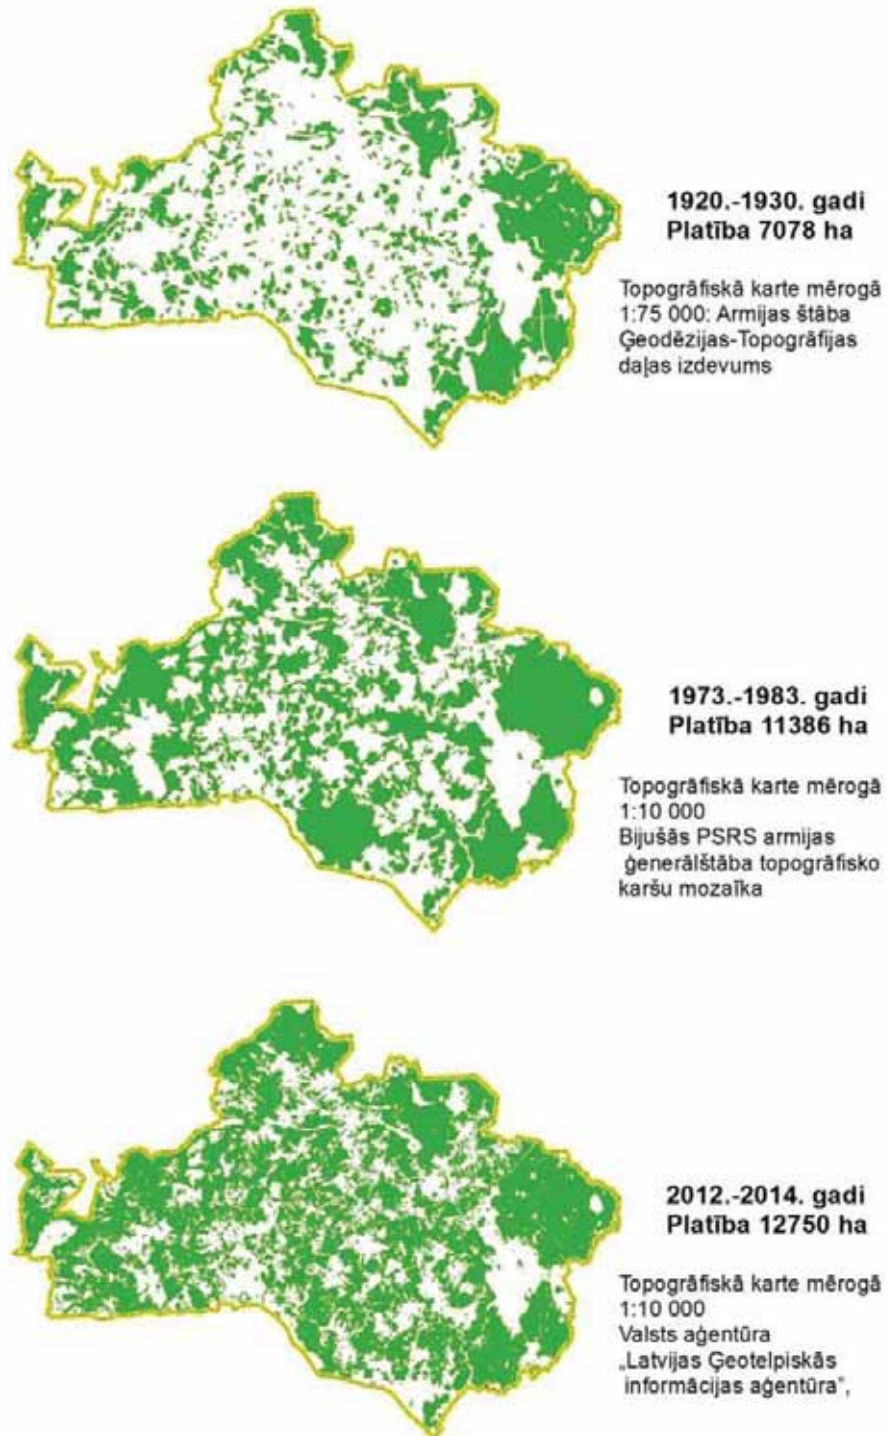 1920.-1930. gadi
Platība 7078 ha
Topogrāfiskā karte mērogā
1:75 000: Armijas štāba
Ģeodēzijas-Topogrāfijas
daļas izdevums
1973.-1983. gadi
Platība 11386 ha
Topogrāfiskā karte mērogā
1:10 000
Bijušās PSRS armijas
ģenerālštāba topogrāfisko
karšu mozaīka
2012.-2014. gadi
Platība 12750 ha
Topogrāfiskā karte mērogā
1:10 000
Valsts aģentūra
„Latvijas Ģeotelpiskās
informācijas aģentūra",